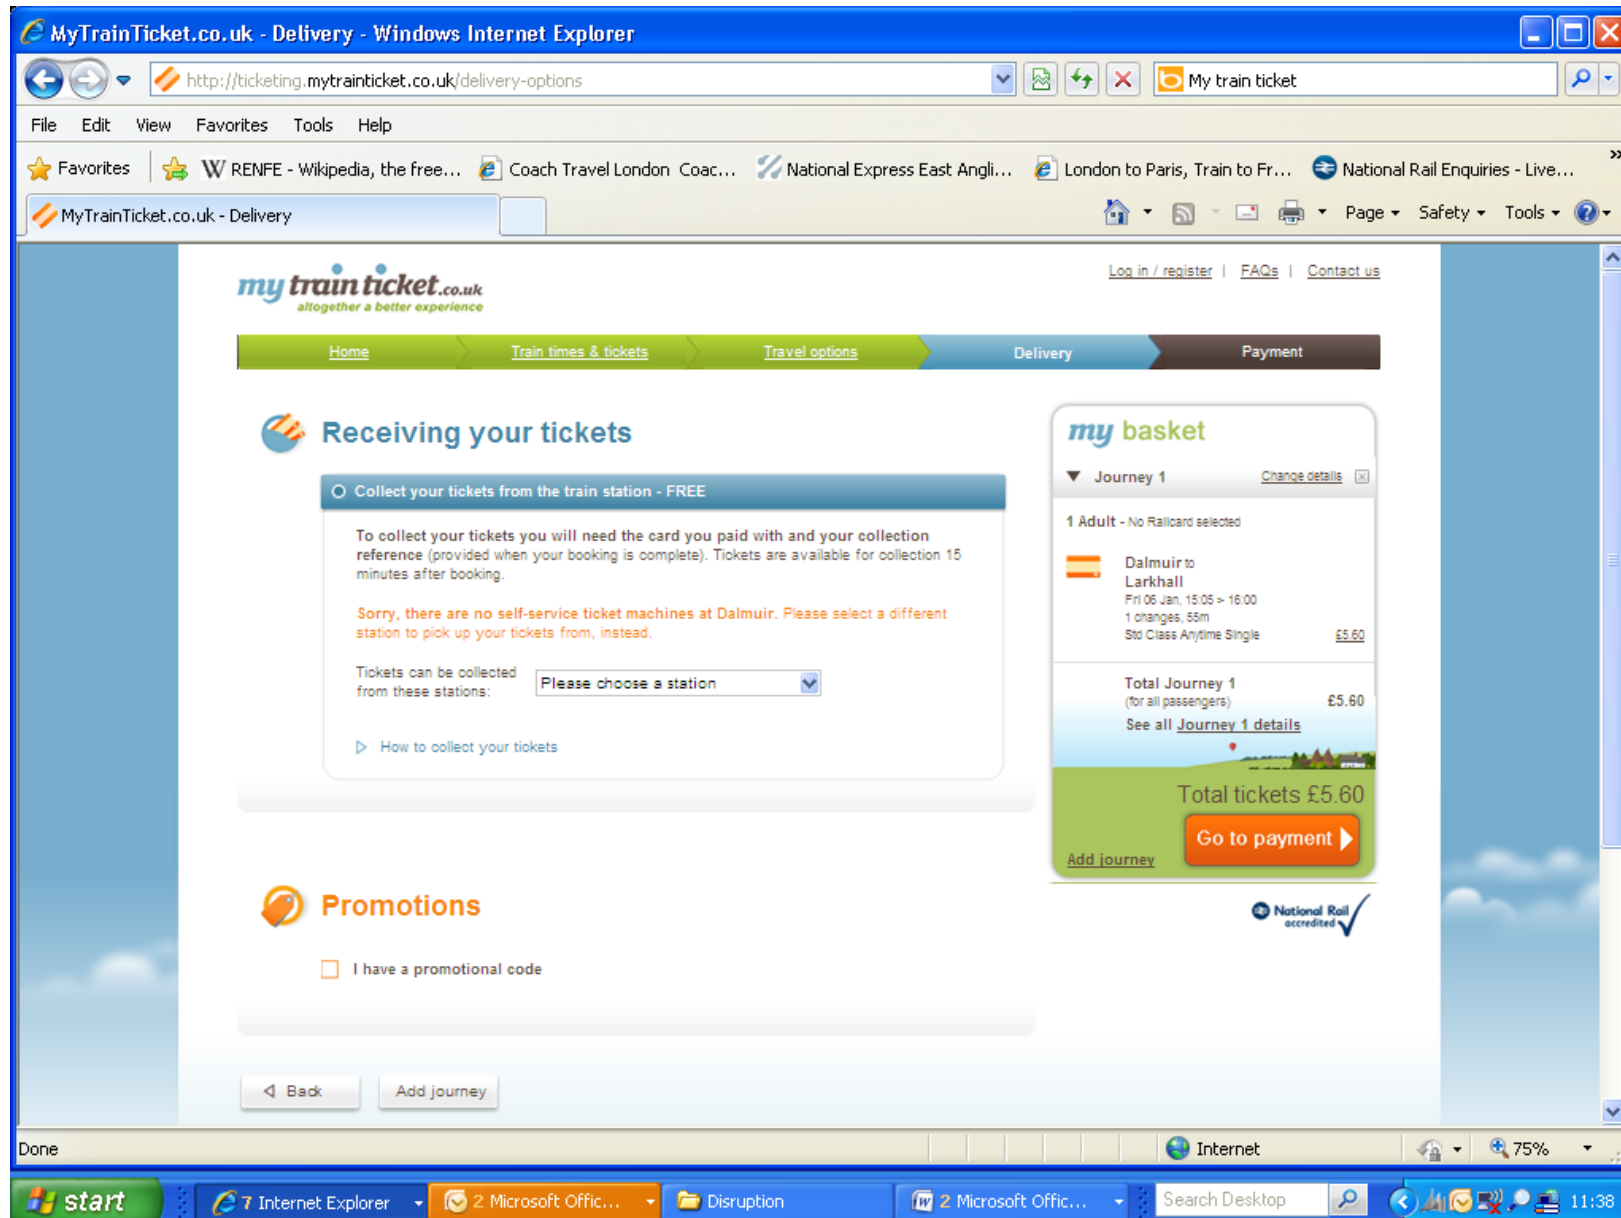 MyTrainTicket.co.uk - Delivery - Windows Internet Explorer
http://ticketing.mytrainticket.co.uk/delivery-options
My train ticket
File Edit View Favorites Tools Help
Favorites W RENFE - Wikipedia, the free... Coach Travel London Coac... National Express East Angli... London to Paris, Train to Fr... National Rail Enquiries - Live... »
MyTrainTicket.co.uk - Delivery
Page Safety Tools
my train ticket.co.uk
altogether a better experience
Log in / register | FAQs | Contact us
Home Train times & tickets Travel options Delivery Payment
Receiving your tickets
Collect your tickets from the train station - FREE
To collect your tickets you will need the card you paid with and your collection
reference (provided when your booking is complete). Tickets are available for collection 15
minutes after booking.
Sorry, there are no self-service ticket machines at Dalmuir. Please select a different
station to pick up your tickets from, instead.
Tickets can be collected
from these stations:
Please choose a station
How to collect your tickets
my basket
Journey 1 Change details
1 Adult - No Railcard selected
Dalmuir to
Larkhall
Fri 06 Jan, 15:05 > 16:00
1 changes, 55m
Std Class Anytime Single £5.60
Total Journey 1
(for all passengers) £5.60
See all Journey 1 details
Total tickets £5.60
Go to payment
Add journey
National Rail
accredited
Promotions
I have a promotional code
Back Add journey
Done Internet 75%
start 7 Internet Explorer 2 Microsoft Offic... Disruption 2 Microsoft Offic... Search Desktop 11:38